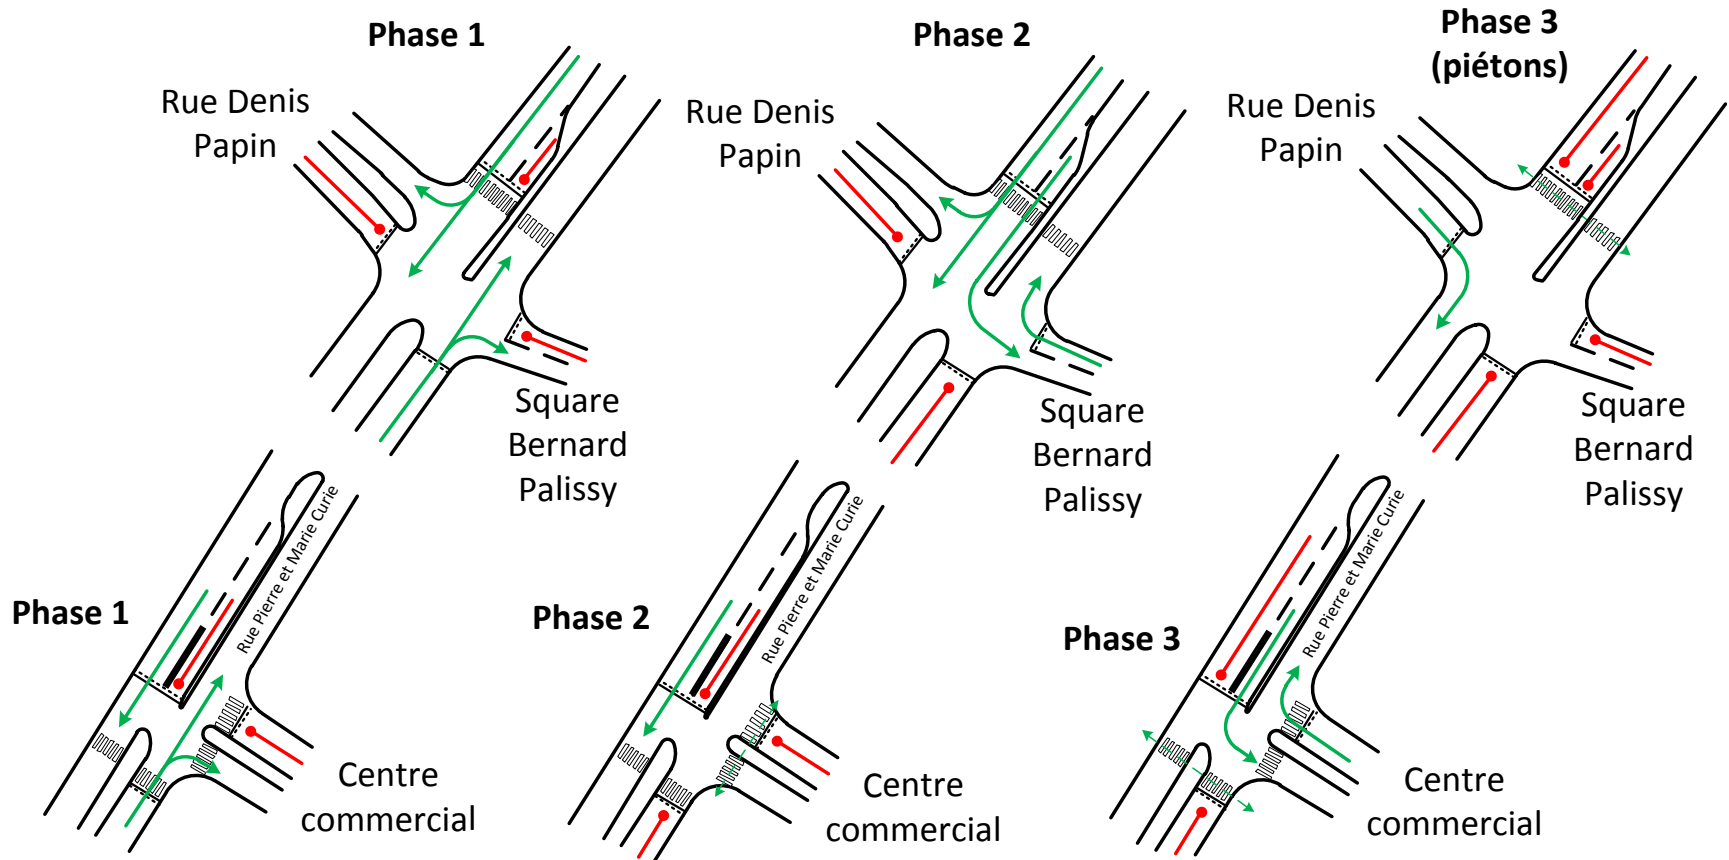 Phase 1
Rue Denis
Papin
Square
Bernard
Palissy
Phase 2
Rue Denis
Papin
Square
Bernard
Palissy
Phase 3
(piétons)
Rue Denis
Papin
Square
Bernard
Palissy
Phase 1
Rue Pierre et Marie Curie
Centre
commercial
Phase 2
Rue Pierre et Marie Curie
Centre
commercial
Phase 3
Rue Pierre et Marie Curie
Centre
commercial